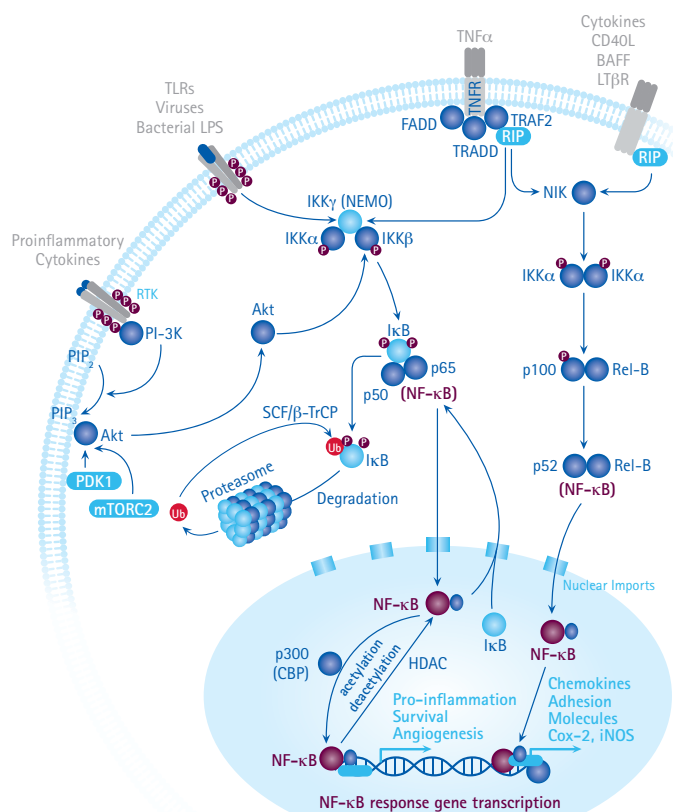 TNFα
Cytokines
CD40L
BAFF
LTβR
TLRs
Viruses
Bacterial LPS
TNFR
FADD
TRAF2
RIP
TRADD
RIP
P
P
P
P
P
P
IKKγ (NEMO)
NIK
IKKα
IKKβ
P
P
Proinflammatory
Cytokines
P
P
IKKα
IKKα
RTK
P
P
P
P
P
P
PI-3K
Akt
PIP2
IκB
P
P
p65
p50
(NF-κB)
P
p100
Rel-B
PIP3
Akt
SCF/β-TrCP
Ub
P
P
IκB
p52
Rel-B
(NF-κB)
PDK1
mTORC2
Proteasome
Degradation
Ub
Nuclear Imports
NF-κB
IκB
NF-κB
p300
(CBP)
acetylation
deacetylation
HDAC
Pro-inflammation
Survival
Angiogenesis
Chemokines
Adhesion
Molecules
Cox-2, iNOS
NF-κB
NF-κB response gene transcription